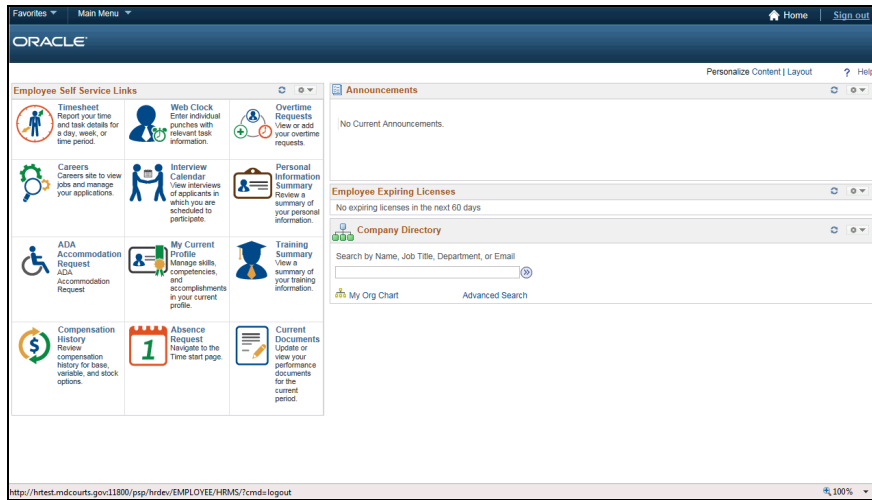 Favorites Main Menu Home Sign out
ORACLE
Personalize Content | Layout ? Help
Employee Self Service Links
Timesheet
Report your time
and task details for
a day, week, or
time period.
Web Clock
Enter individual
punches with
relevant task
information.
Overtime
Requests
View or add
your overtime
requests.
Careers
Careers site to view
jobs and manage
your applications.
Interview
Calendar
View interviews
of applicants in
which you are
scheduled to
participate.
Personal
Information
Summary
Review a
summary of
your personal
information.
ADA
Accommodation
Request
ADA
Accommodation
Request
My Current
Profile
Manage skills,
competencies,
and
accomplishments
in your current
profile.
Training
Summary
View a
summary of
your training
information.
Compensation
History
Review
compensation
history for base,
variable, and stock
options.
1
Absence
Request
Navigate to the
Time start page.
Current
Documents
Update or
view your
performance
documents
for the
current
period.
Announcements
No Current Announcements.
Employee Expiring Licenses
No expiring licenses in the next 60 days
Company Directory
Search by Name, Job Title, Department, or Email
My Org Chart Advanced Search
http://hrtest.mdcourts.gov:11800/psp/hrdev/EMPLOYEE/HRMS/?cmd=logout 100%